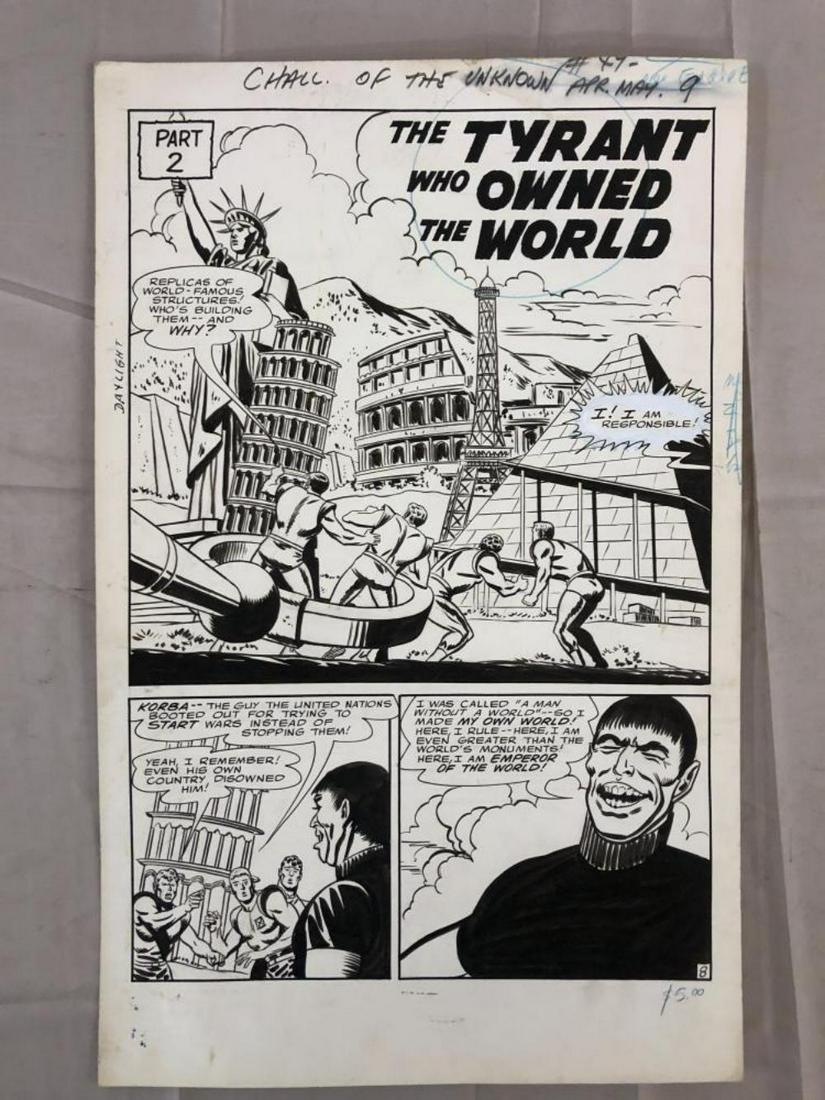 CHALL. OF THE UNKNOWN #47-
APR. MAY. 9
PART
2
THE TYRANT
WHO OWNED
THE WORLD
REPLICAS OF
WORLD-FAMOUS
STRUCTURES!
WHO'S BUILDING
THEM--AND
WHY?
DAYLIGHT
I! I AM
RESPONSIBLE!
KORBA--THE GUY THE UNITED NATIONS
BOOTED OUT FOR TRYING TO
START WARS INSTEAD OF
STOPPING THEM!
YEAH, I REMEMBER!
EVEN HIS OWN
COUNTRY, DISOWNED
HIM!
I WAS CALLED "A MAN
WITHOUT A WORLD"--SO I
MADE MY OWN WORLD!
HERE, I RULE--HERE, I AM
EVEN GREATER THAN THE
WORLD'S MONUMENTS!
HERE, I AM EMPEROR
OF THE WORLD!
8
$5.00